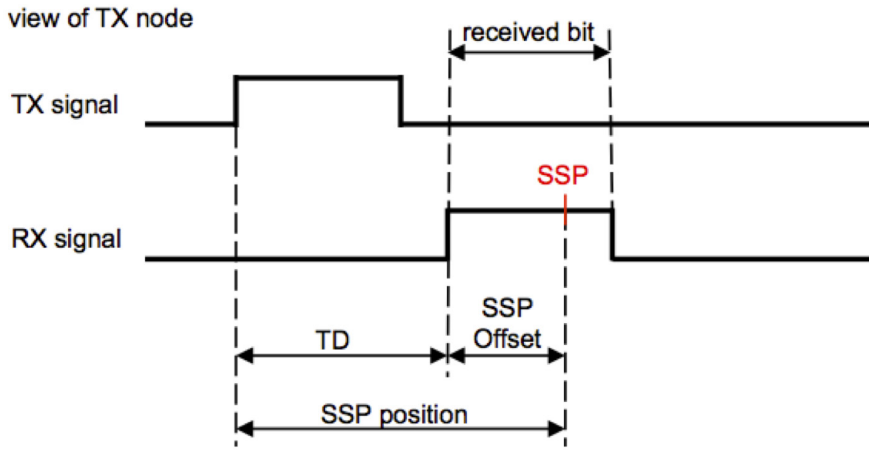 view of TX node
received bit
TX signal
SSP
RX signal
SSP
Offset
TD
SSP position